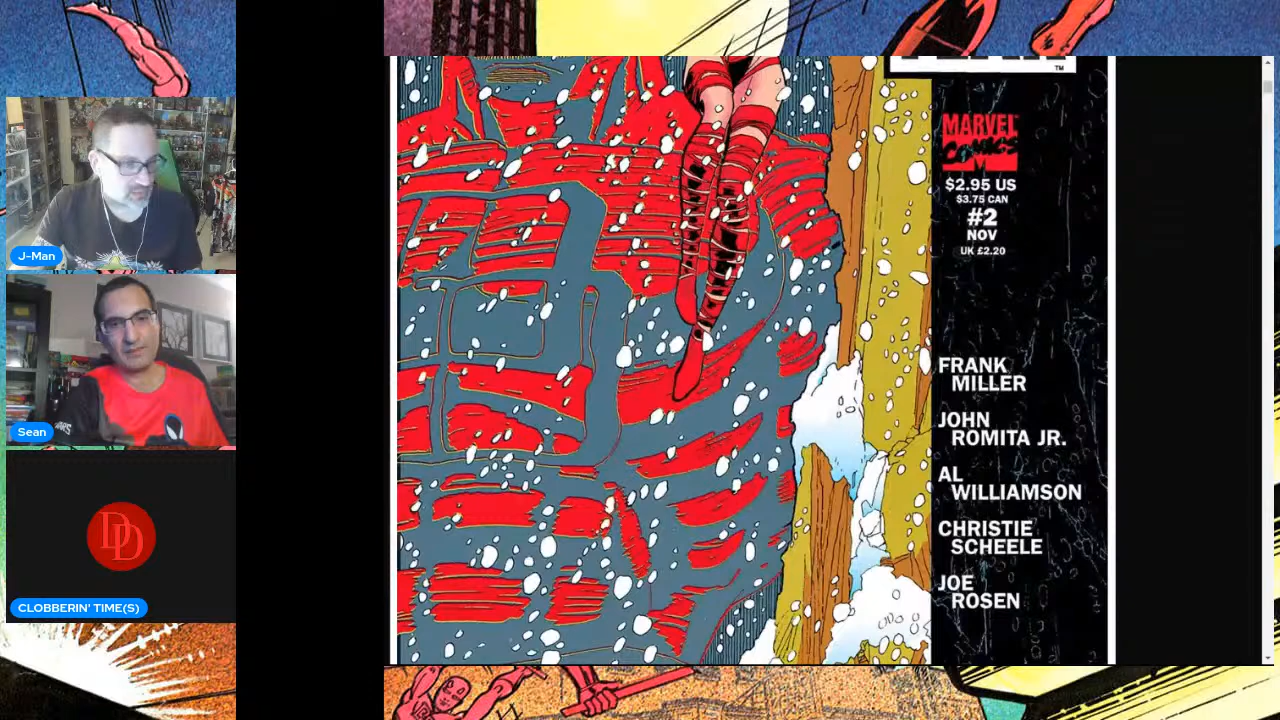 J-Man
Sean
DD
CLOBBERIN' TIME(S)
TM
MARVEL
COMICS
$2.95 US
$3.75 CAN
#2
NOV
UK £2.20
FRANK
MILLER
JOHN
ROMITA JR.
AL
WILLIAMSON
CHRISTIE
SCHEELE
JOE
ROSEN